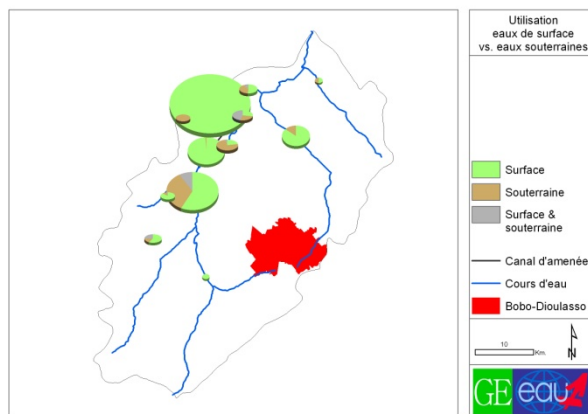 Utilisation
eaux de surface
vs. eaux souterraines
Surface
Souterraine
Surface &
souterraine
Canal d'amenée
Cours d'eau
Bobo-Dioulasso
10
Km.
N
GE eau